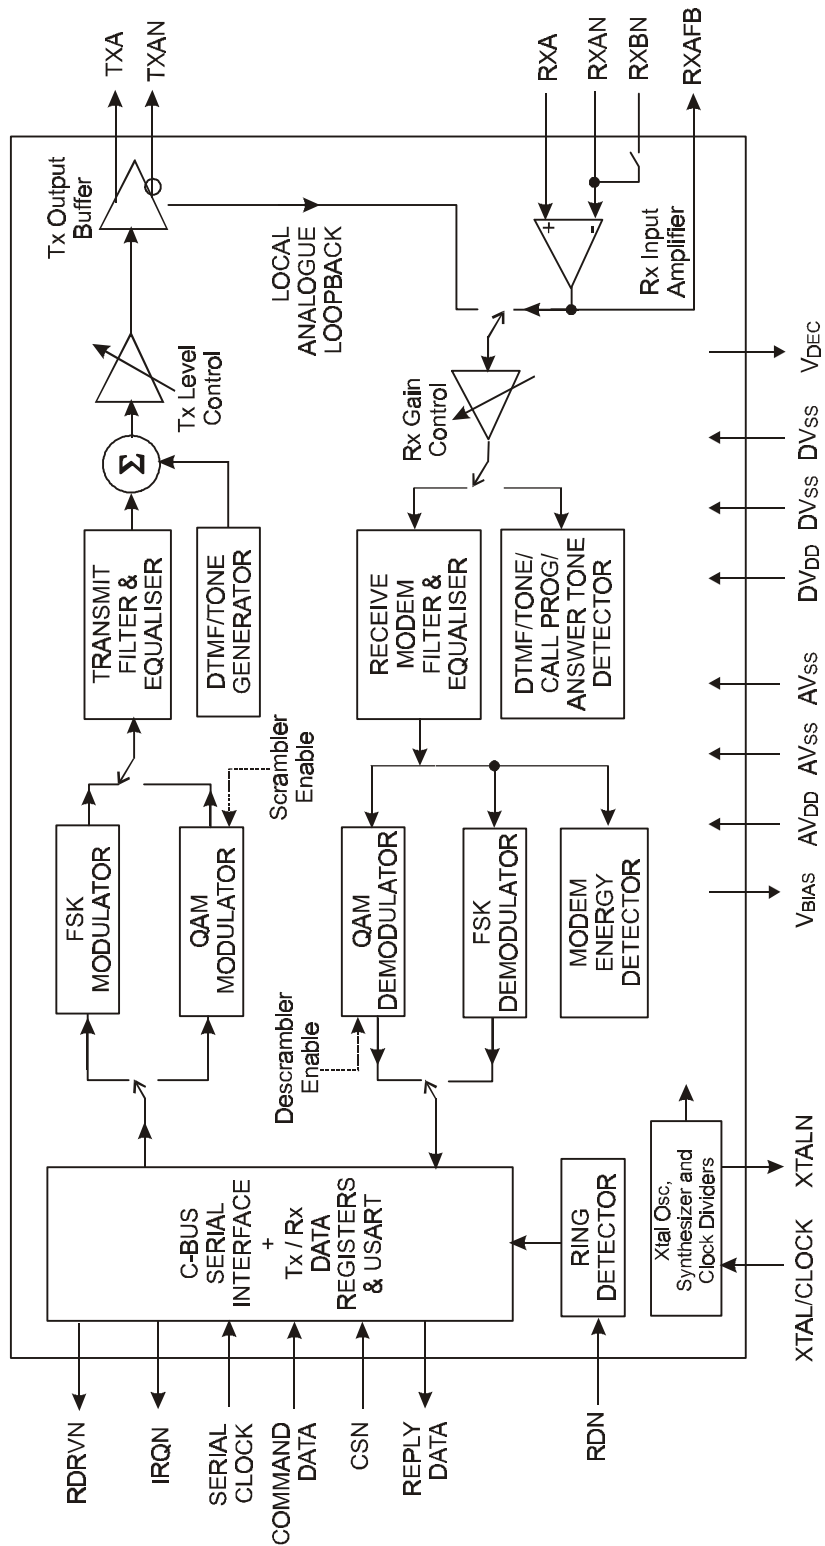 TXA
TXAN
RXA
RXAN
RXBN
RXAFB
Tx Output
Buffer
LOCAL
ANALOGUE
LOOPBACK
+
-
Rx Input
Amplifier
Tx Level
Control
Σ
Rx Gain
Control
TRANSMIT
FILTER &
EQUALISER
DTMF/TONE
GENERATOR
RECEIVE
MODEM
FILTER &
EQUALISER
DTMF/TONE/
CALL PROG/
ANSWER TONE
DETECTOR
Scrambler
Enable
FSK
MODULATOR
QAM
MODULATOR
QAM
DEMODULATOR
FSK
DEMODULATOR
MODEM
ENERGY
DETECTOR
Descrambler
Enable
C-BUS
SERIAL
INTERFACE
+
Tx / Rx
DATA
REGISTERS
& USART
RING
DETECTOR
Xtal Osc,
Synthesizer and
Clock Dividers
RDRVN
IRQN
SERIAL
CLOCK
COMMAND
DATA
CSN
REPLY
DATA
RDN
XTAL/CLOCK
XTALN
VBIAS
AVDD
AVSS
AVSS
DVDD
DVSS
DVSS
VDEC